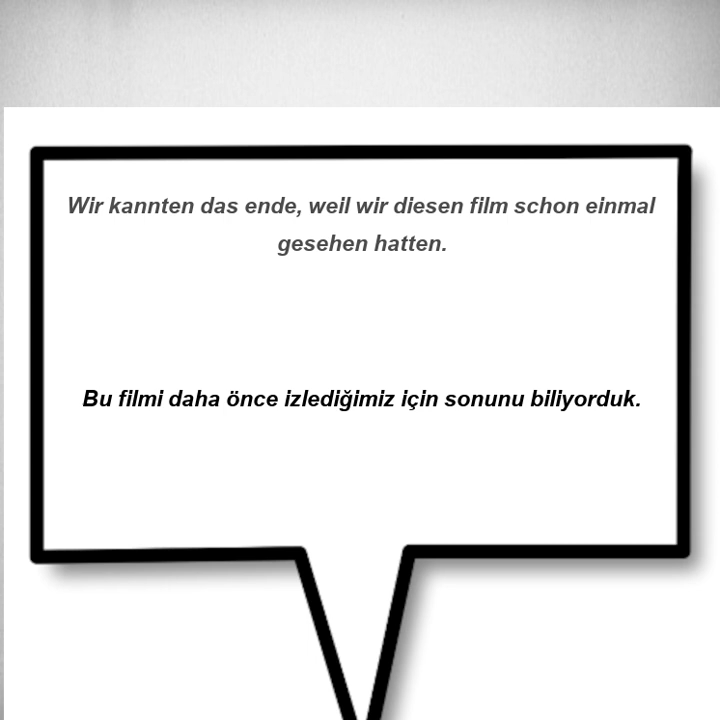 Wir kannten das ende, weil wir diesen film schon einmal
gesehen hatten.
Bu filmi daha önce izlediğimiz için sonunu biliyorduk.